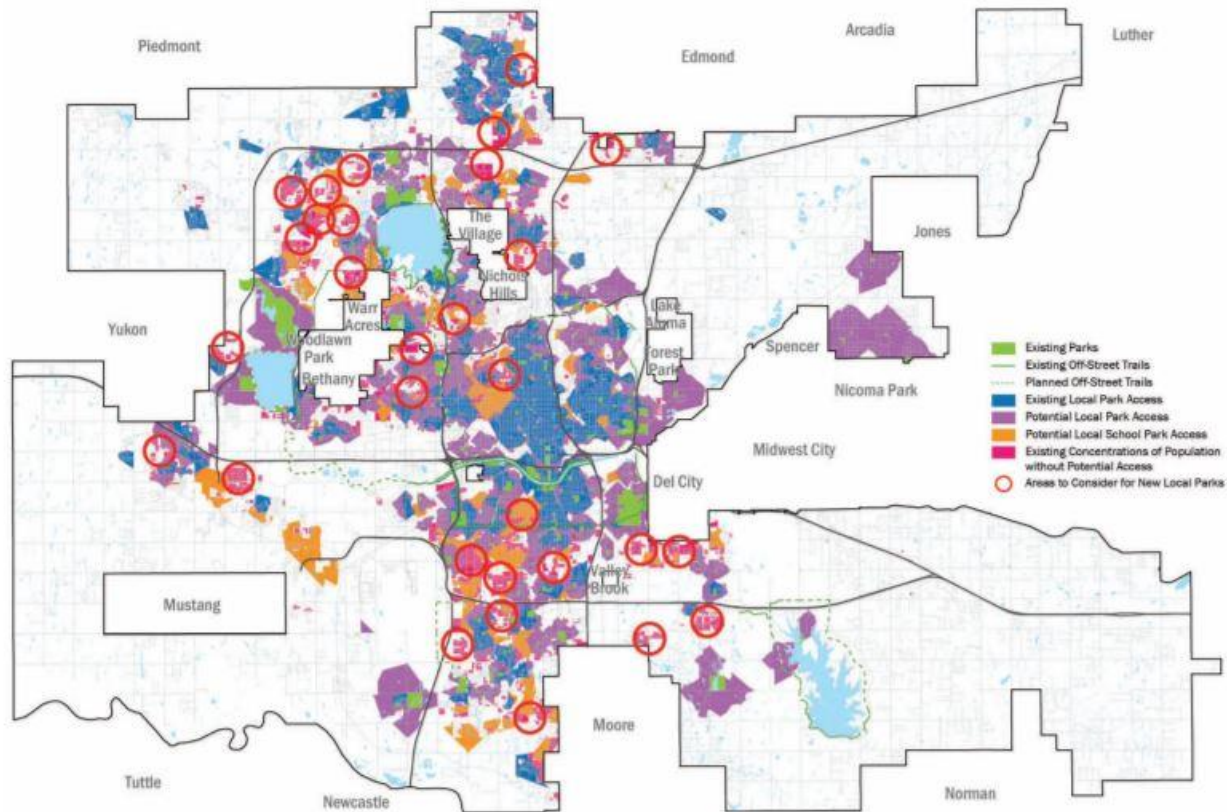 Piedmont
Edmond
Arcadia
Luther
The
Village
Nichols
Hills
Jones
Yukon
Warr
Acres
Woodlawn
Park
Bethany
Lake
Aloma
Forest
Park
Spencer
Nicoma Park
Existing Parks
Existing Off-Street Trails
Planned Off-Street Trails
Existing Local Park Access
Potential Local Park Access
Potential Local School Park Access
Existing Concentrations of Population
without Potential Access
Areas to Consider for New Local Parks
Midwest City
Del City
Valley
Brook
Mustang
Moore
Tuttle
Newcastle
Norman